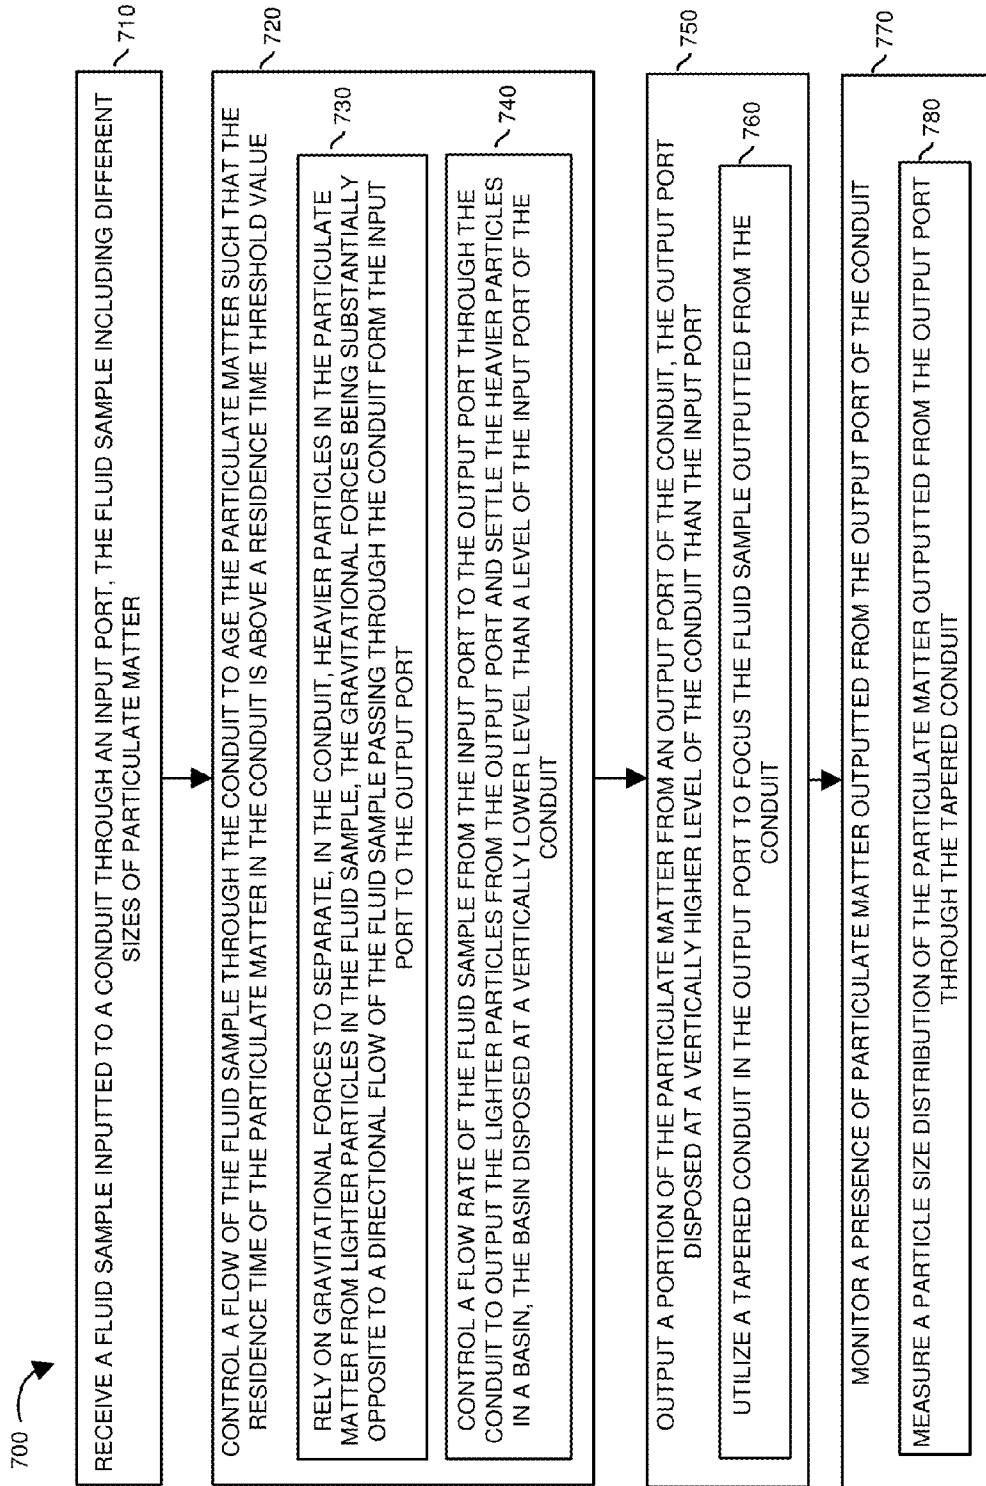 700
RECEIVE A FLUID SAMPLE INPUTTED TO A CONDUIT THROUGH AN INPUT PORT, THE FLUID SAMPLE INCLUDING DIFFERENT
SIZES OF PARTICULATE MATTER
710
CONTROL A FLOW OF THE FLUID SAMPLE THROUGH THE CONDUIT TO AGE THE PARTICULATE MATTER SUCH THAT THE
RESIDENCE TIME OF THE PARTICULATE MATTER IN THE CONDUIT IS ABOVE A RESIDENCE TIME THRESHOLD VALUE
720
RELY ON GRAVITATIONAL FORCES TO SEPARATE, IN THE CONDUIT, HEAVIER PARTICLES IN THE PARTICULATE
MATTER FROM LIGHTER PARTICLES IN THE FLUID SAMPLE, THE GRAVITATIONAL FORCES BEING SUBSTANTIALLY
OPPOSITE TO A DIRECTIONAL FLOW OF THE FLUID SAMPLE PASSING THROUGH THE CONDUIT FORM THE INPUT
PORT TO THE OUTPUT PORT
730
CONTROL A FLOW RATE OF THE FLUID SAMPLE FROM THE INPUT PORT TO THE OUTPUT PORT THROUGH THE
CONDUIT TO OUTPUT THE LIGHTER PARTICLES FROM THE OUTPUT PORT AND SETTLE THE HEAVIER PARTICLES
IN A BASIN, THE BASIN DISPOSED AT A VERTICALLY LOWER LEVEL THAN A LEVEL OF THE INPUT PORT OF THE
CONDUIT
740
OUTPUT A PORTION OF THE PARTICULATE MATTER FROM AN OUTPUT PORT OF THE CONDUIT, THE OUTPUT PORT
DISPOSED AT A VERTICALLY HIGHER LEVEL OF THE CONDUIT THAN THE INPUT PORT
750
UTILIZE A TAPERED CONDUIT IN THE OUTPUT PORT TO FOCUS THE FLUID SAMPLE OUTPUTTED FROM THE
CONDUIT
760
MONITOR A PRESENCE OF PARTICULATE MATTER OUTPUTTED FROM THE OUTPUT PORT OF THE CONDUIT
770
MEASURE A PARTICLE SIZE DISTRIBUTION OF THE PARTICULATE MATTER OUTPUTTED FROM THE OUTPUT PORT
THROUGH THE TAPERED CONDUIT
780